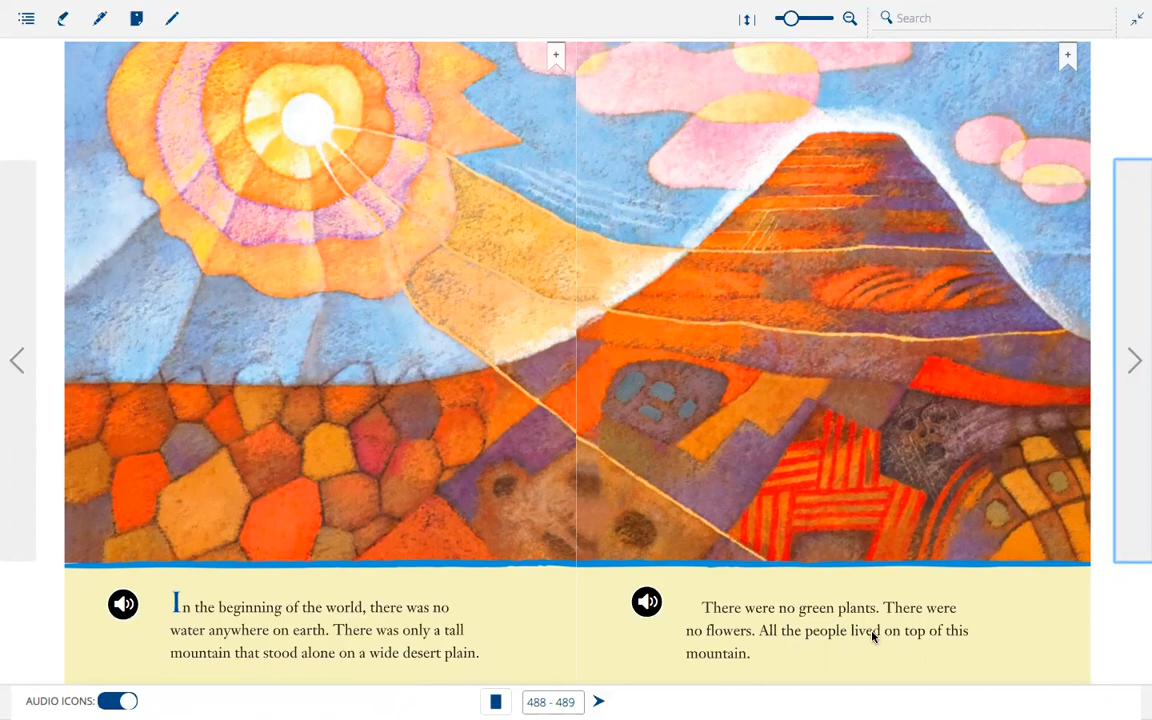 Search
+
+
In the beginning of the world, there was no
water anywhere on earth. There was only a tall
mountain that stood alone on a wide desert plain.
There were no green plants. There were
no flowers. All the people lived on top of this
mountain.
AUDIO ICONS:
488 - 489